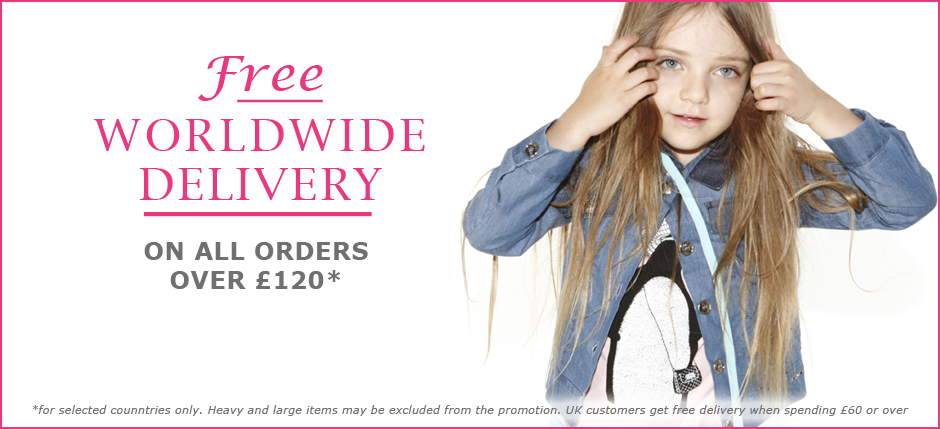 Free
WORLDWIDE
DELIVERY
ON ALL ORDERS
OVER £120*
*for selected counntries only. Heavy and large items may be excluded from the promotion. UK customers get free delivery when spending £60 or over